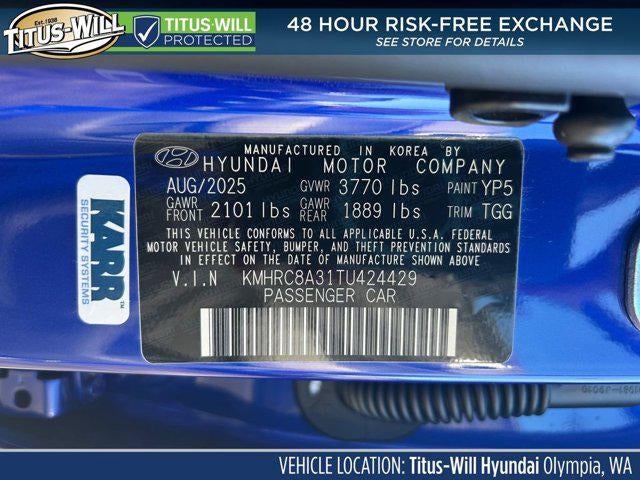 Est. 1938
TITUS-WILL
TITUS-WILL
PROTECTED
48 HOUR RISK-FREE EXCHANGE
SEE STORE FOR DETAILS
MANUFACTURED IN KOREA BY
HYUNDAI MOTOR COMPANY
AUG/2025 GVWR 3770 lbs PAINT YP5
GAWR FRONT 2101 lbs GAWR REAR 1889 lbs TRIM TGG
THIS VEHICLE CONFORMS TO ALL APPLICABLE U.S.A. FEDERAL
MOTOR VEHICLE SAFETY, BUMPER, AND THEFT PREVENTION STANDARDS
IN EFFECT ON THE DATE OF MANUFACTURE SHOWN ABOVE.
V.I.N KMHRC8A31TU424429
PASSENGER CAR
KARR™
SECURITY SYSTEMS
VEHICLE LOCATION: Titus-Will Hyundai Olympia, WA